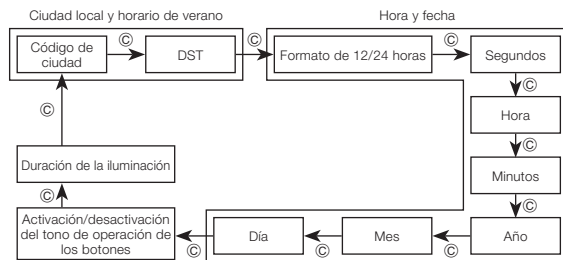 Ciudad local y horario de verano
Hora y fecha
Código de
ciudad
Ⓒ
DST
Ⓒ
Formato de 12/24 horas
Ⓒ
Segundos
Ⓒ
Hora
Ⓒ
Minutos
Ⓒ
Año
Ⓒ
Mes
Ⓒ
Día
Ⓒ
Activación/desactivación
del tono de operación de
los botones
Ⓒ
Duración de la iluminación
Ⓒ